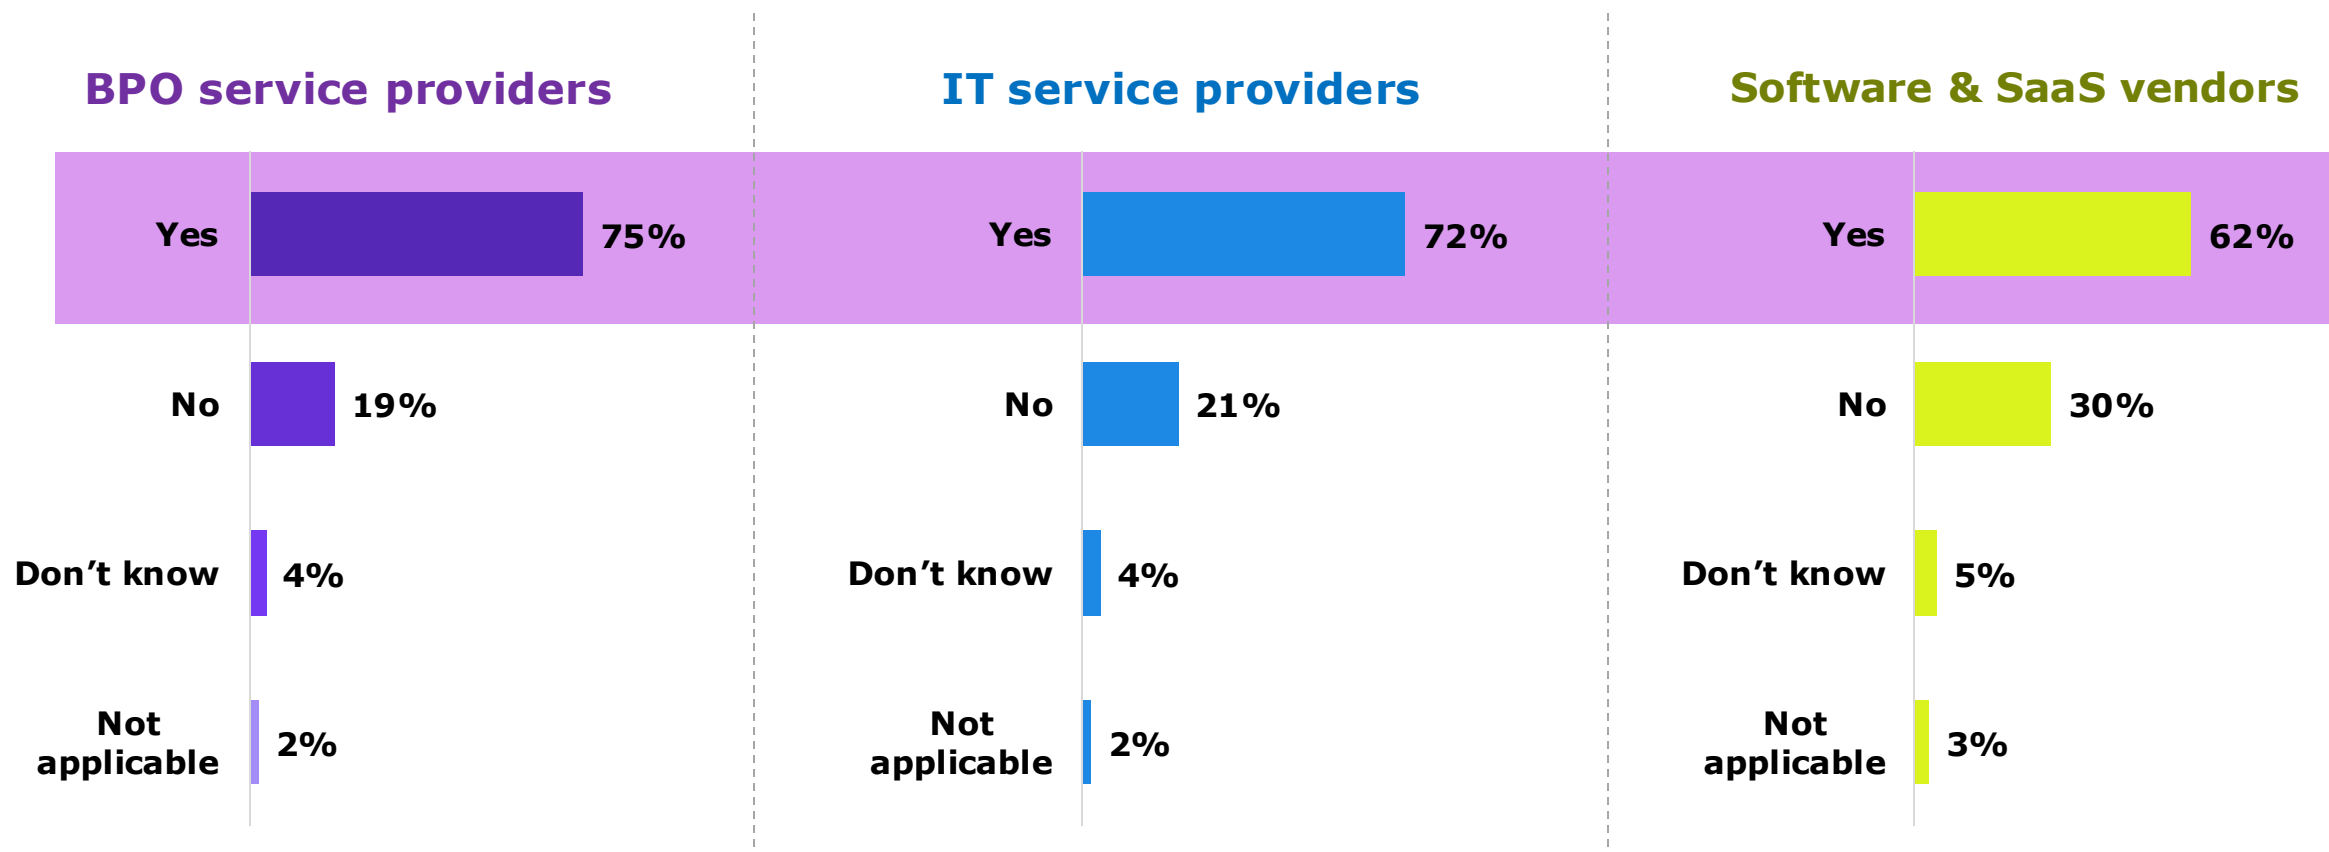 BPO service providers
Yes
75%
No
19%
Don’t know
4%
Not
applicable
2%
IT service providers
Yes
72%
No
21%
Don’t know
4%
Not
applicable
2%
Software & SaaS vendors
Yes
62%
No
30%
Don’t know
5%
Not
applicable
3%